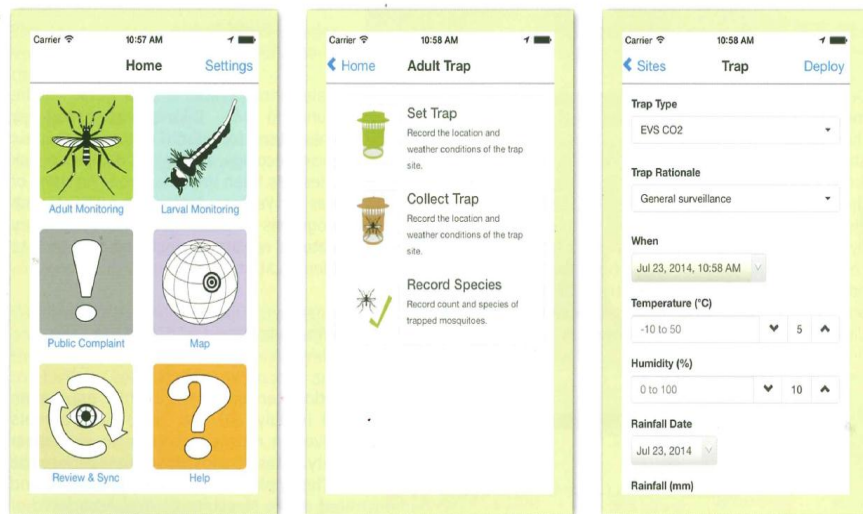 Carrier 10:57 AM
Home Settings
Adult Monitoring Larval Monitoring
Public Complaint Map
Review & Sync Help
Carrier 10:58 AM
Home Adult Trap
Set Trap
Record the location and
weather conditions of the trap
site.
Collect Trap
Record the location and
weather conditions of the trap
site.
Record Species
Record count and species of
trapped mosquitoes.
Carrier 10:58 AM
Sites Trap Deploy
Trap Type
EVS CO2
Trap Rationale
General surveillance
When
Jul 23, 2014, 10:58 AM
Temperature (°C)
-10 to 50 5
Humidity (%)
0 to 100 10
Rainfall Date
Jul 23, 2014
Rainfall (mm)